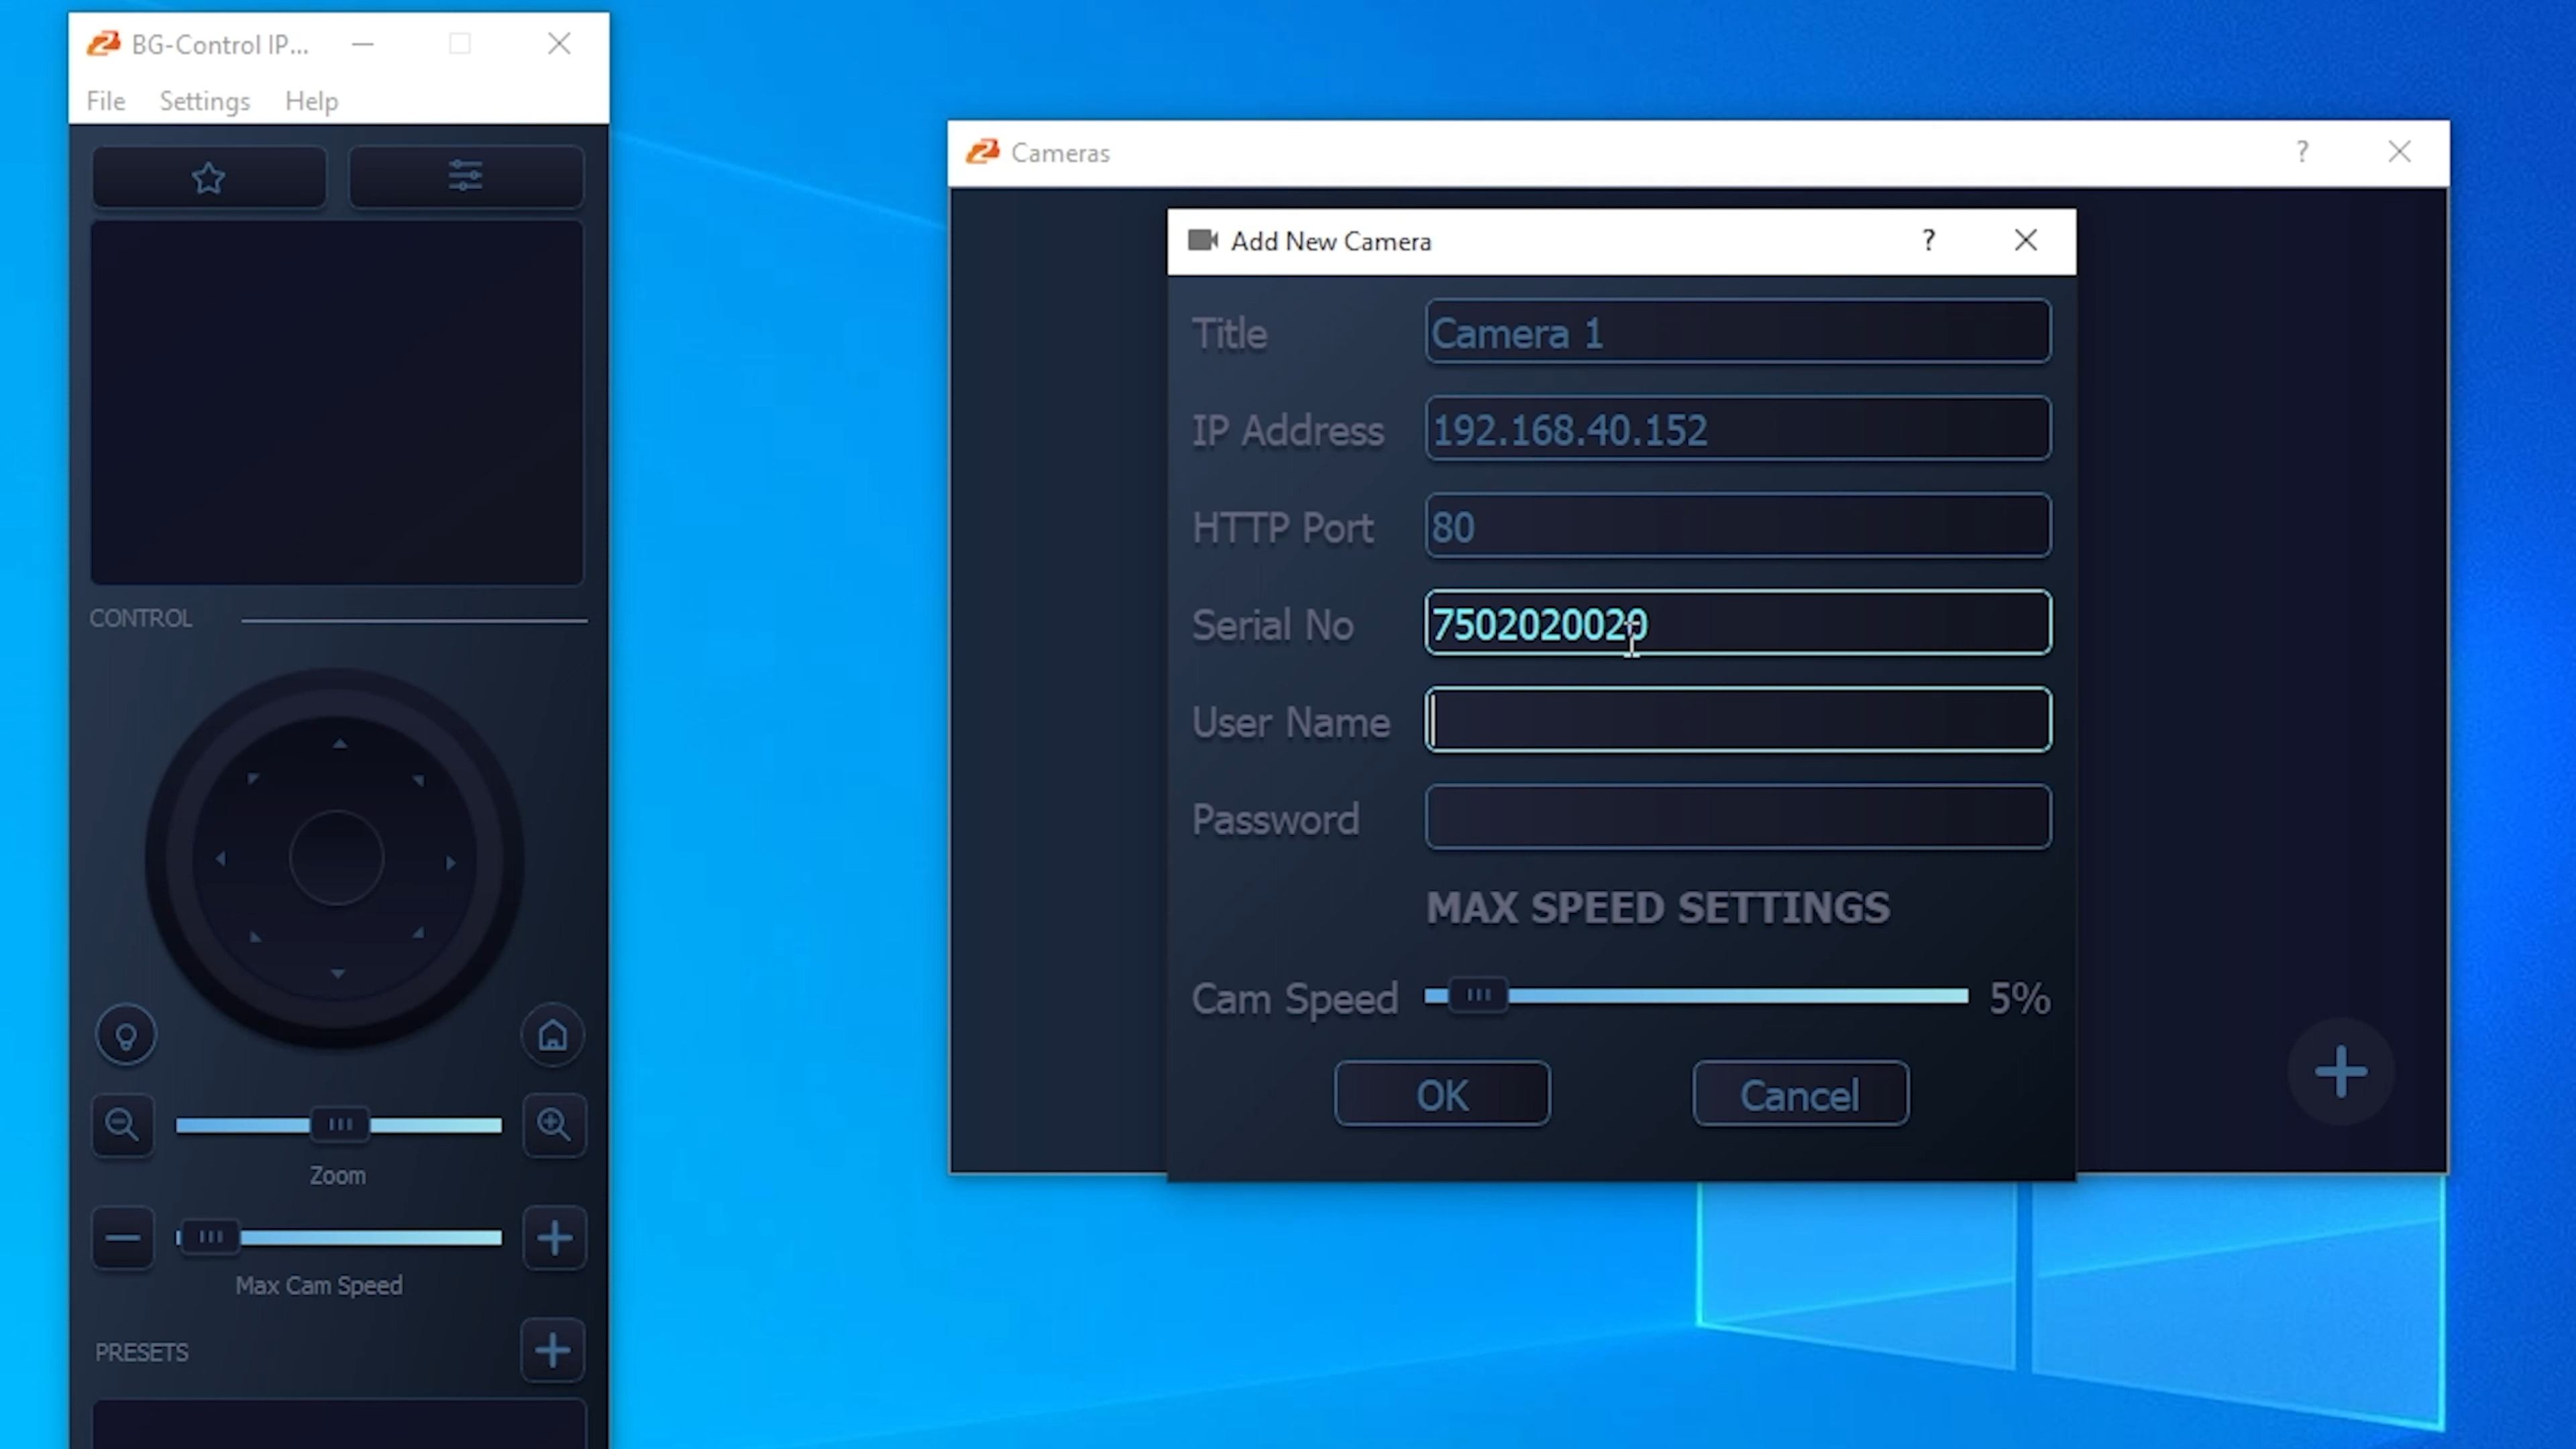 BG-Control IP...
File Settings Help
CONTROL
Zoom
Max Cam Speed
PRESETS
Cameras
?
Add New Camera
?
Title Camera 1
IP Address 192.168.40.152
HTTP Port 80
Serial No 7502020020
User Name
Password
MAX SPEED SETTINGS
Cam Speed 5%
OK Cancel